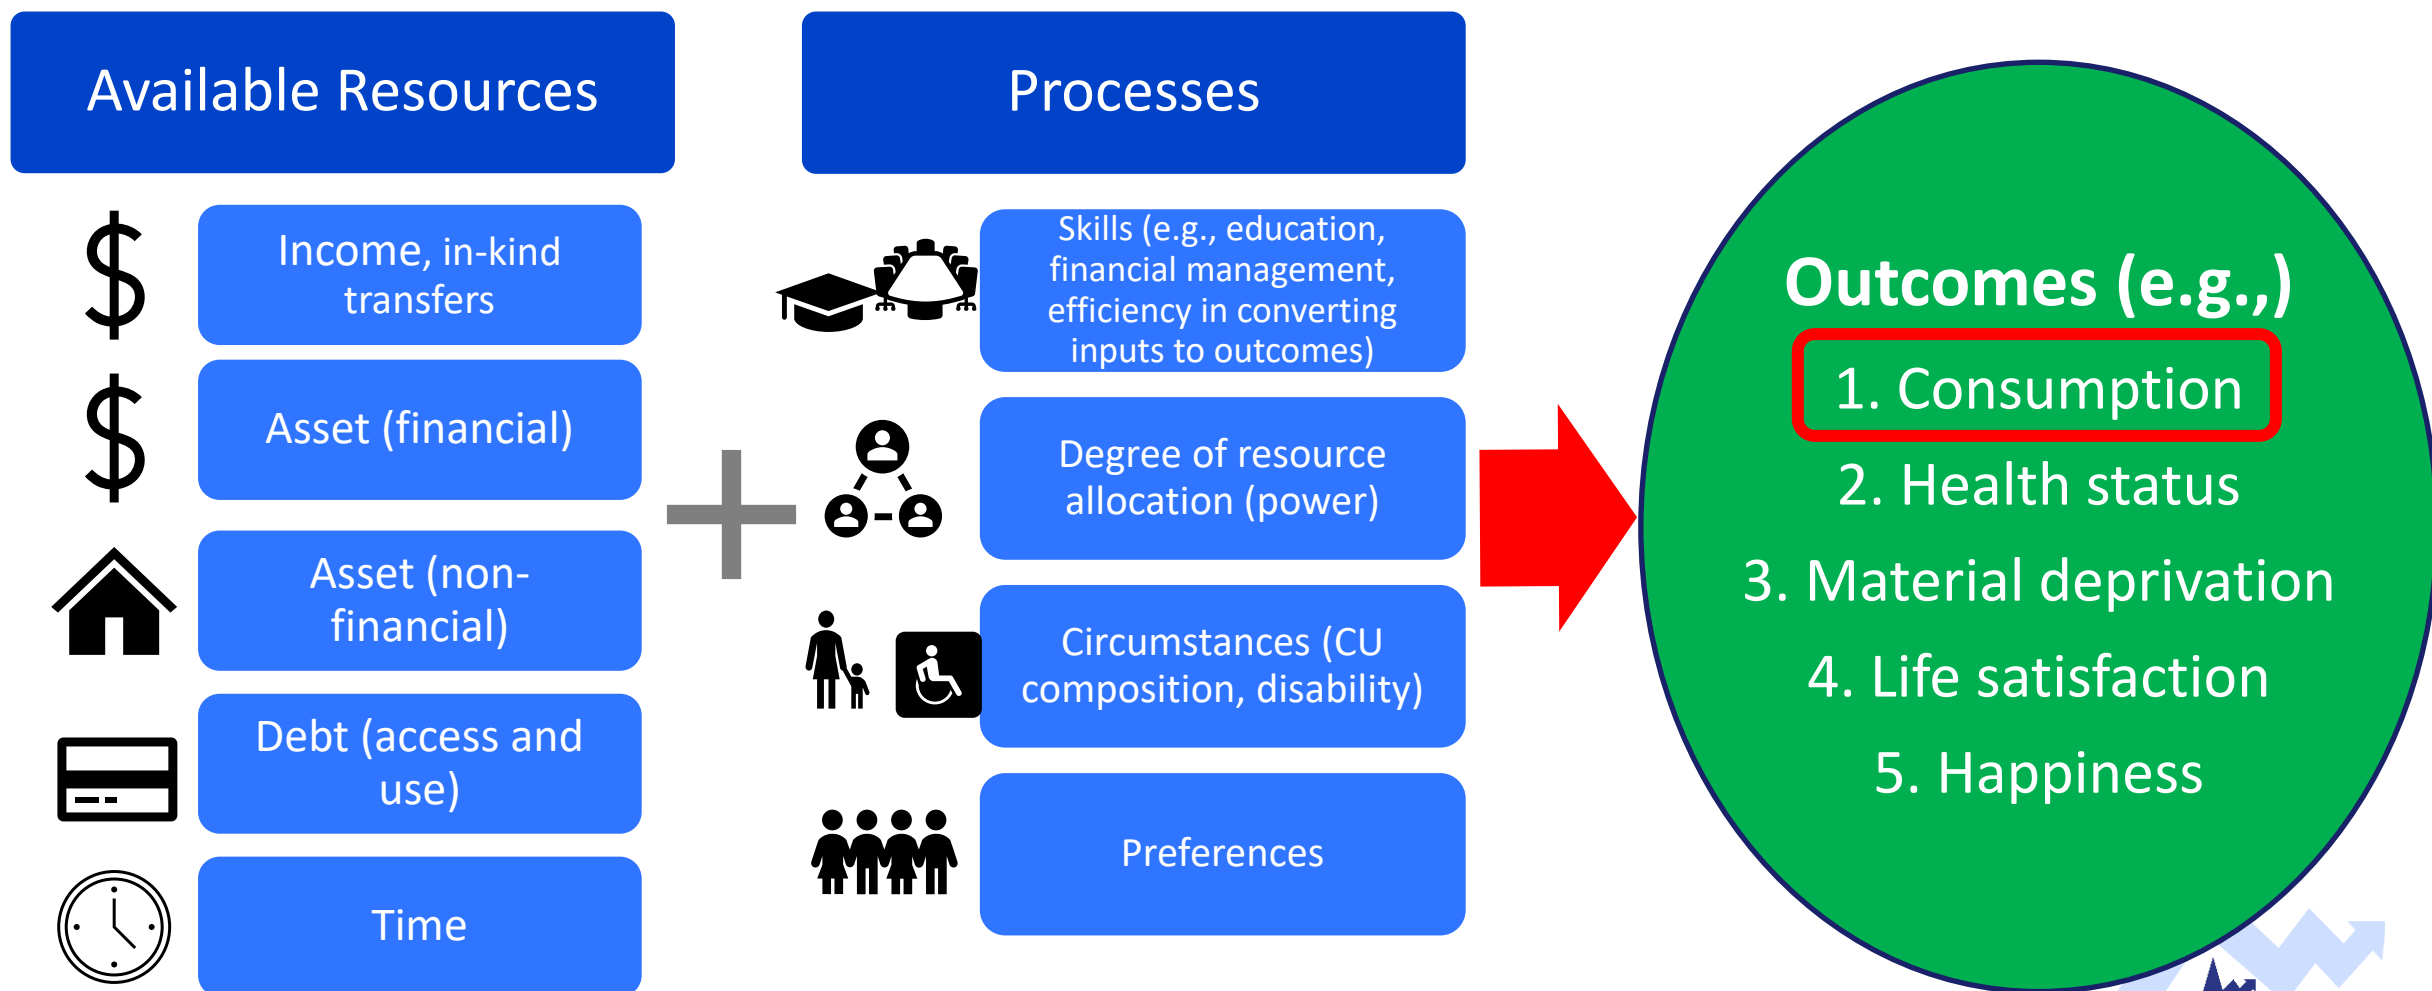 Available Resources
Income, in-kind
transfers
Asset (financial)
Asset (non-
financial)
Debt (access and
use)
Time
Processes
Skills (e.g., education,
financial management,
efficiency in converting
inputs to outcomes)
Degree of resource
allocation (power)
Circumstances (CU
composition, disability)
Preferences
Outcomes (e.g.,)
1. Consumption
2. Health status
3. Material deprivation
4. Life satisfaction
5. Happiness